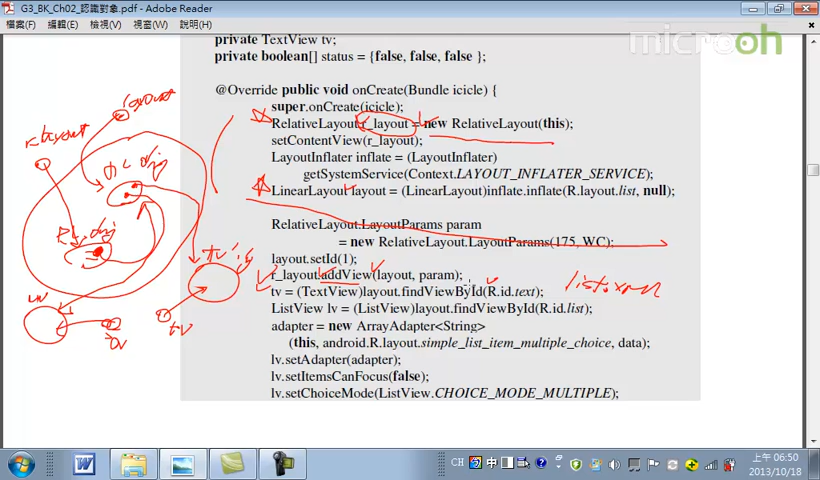 G3_BK_Ch02_認識對象.pdf - Adobe Reader
檔案(F) 編輯(E) 檢視(V) 視窗(W) 說明(H)
microoh
private TextView tv;
private boolean[] status = {false, false, false };
@Override public void onCreate(Bundle icicle) {
super.onCreate(icicle);
RelativeLayout r_layout = new RelativeLayout(this);
setContentView(r_layout);
LayoutInflater inflate = (LayoutInflater)
getSystemService(Context.LAYOUT_INFLATER_SERVICE);
LinearLayout layout = (LinearLayout)inflate.inflate(R.layout.list, null);
RelativeLayout.LayoutParams param
= new RelativeLayout.LayoutParams(175, WC);
layout.setId(1);
r_layout.addView(layout, param);
tv = (TextView)layout.findViewById(R.id.text);
ListView lv = (ListView)layout.findViewById(R.id.list);
adapter = new ArrayAdapter<String>
(this, android.R.layout.simple_list_item_multiple_choice, data);
lv.setAdapter(adapter);
lv.setItemsCanFocus(false);
lv.setChoiceMode(ListView.CHOICE_MODE_MULTIPLE);
layout
r_layout
tv
list.xml
CH 中
上午 06:50
2013/10/18